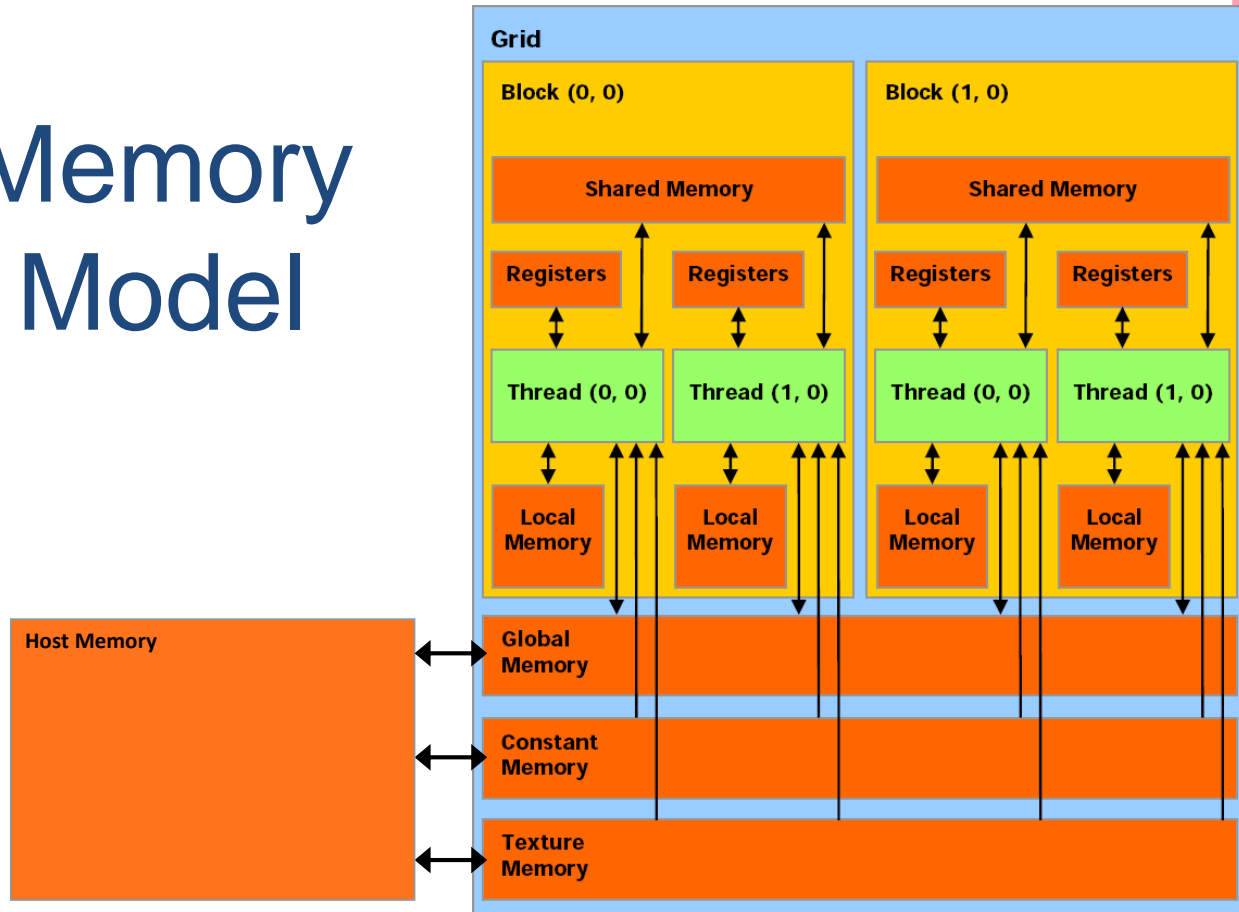 Memory
Model
Grid
Block (0, 0)
Shared Memory
Registers
Registers
Thread (0, 0)
Thread (1, 0)
Local
Memory
Local
Memory
Block (1, 0)
Shared Memory
Registers
Registers
Thread (0, 0)
Thread (1, 0)
Local
Memory
Local
Memory
Host Memory
Global
Memory
Constant
Memory
Texture
Memory